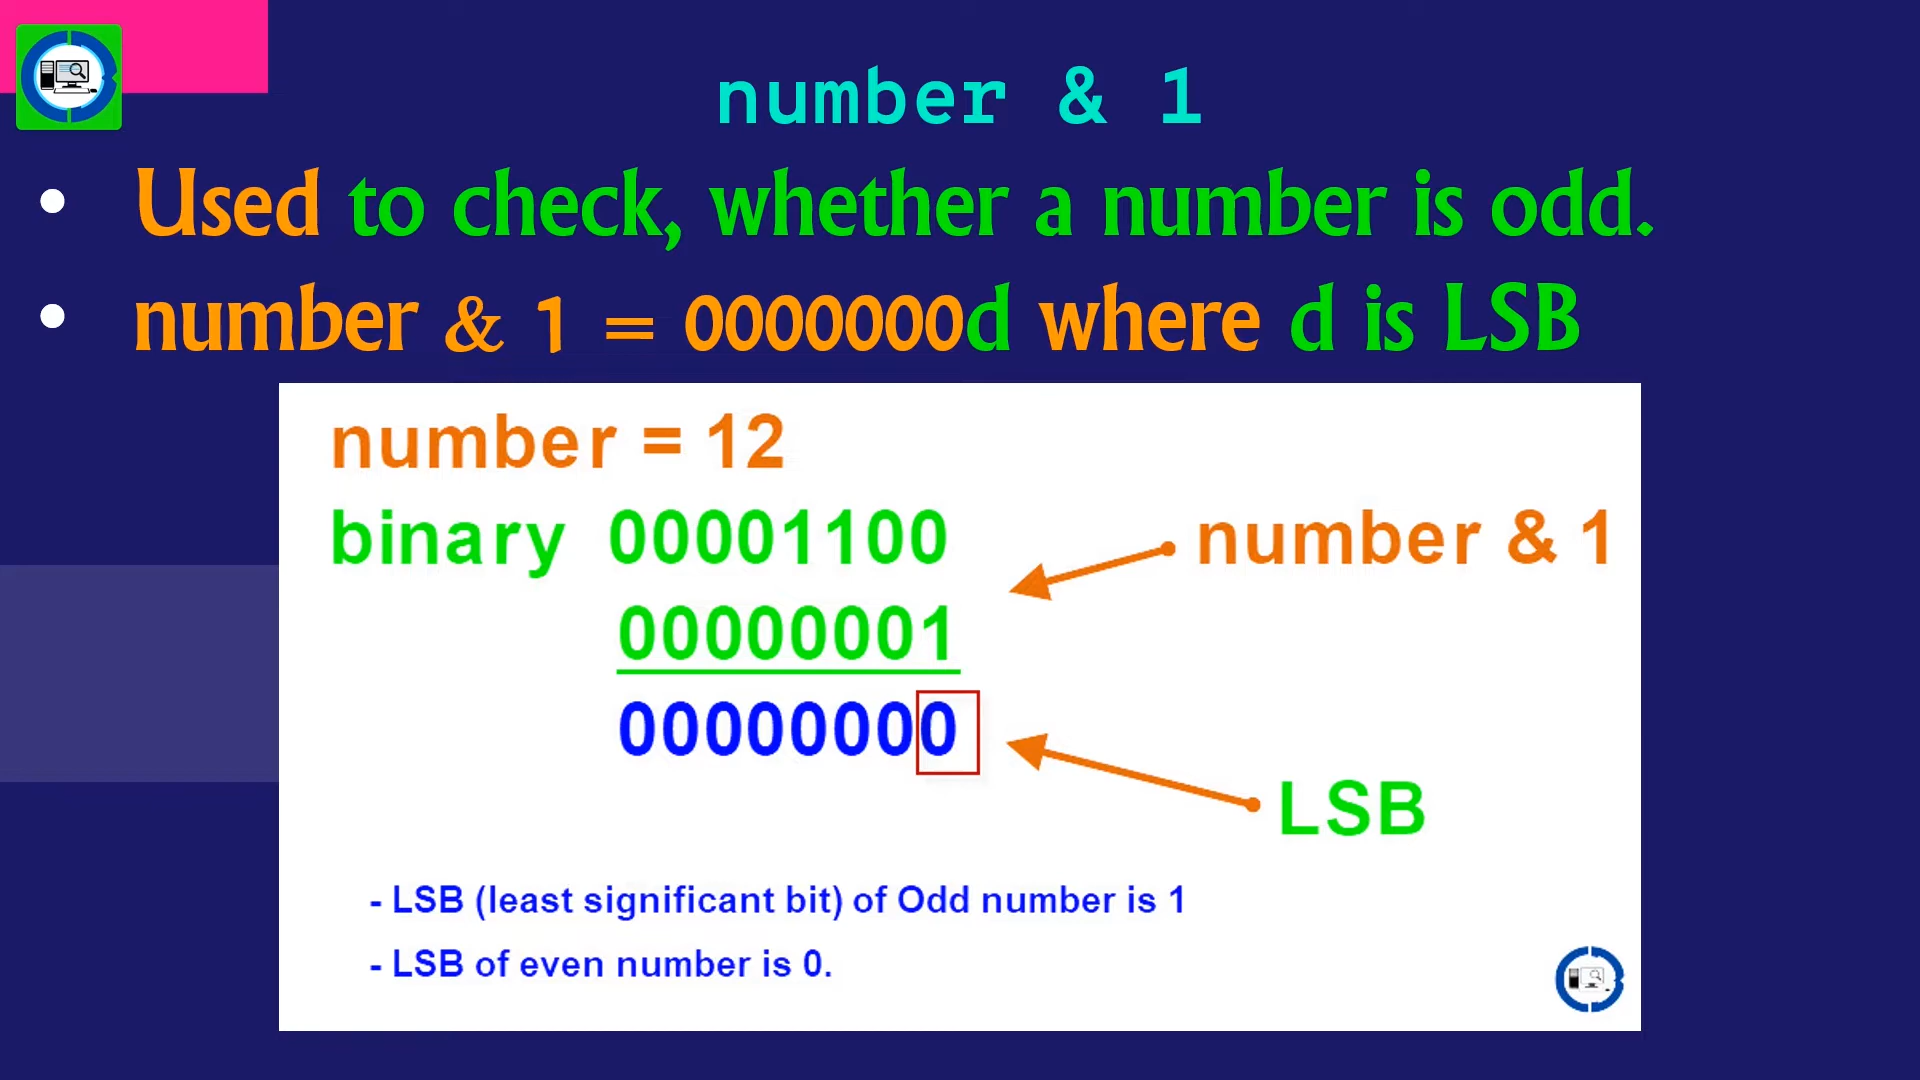 number & 1
• Used to check, whether a number is odd.
• number & 1 = 0000000d where d is LSB
number = 12
binary 00001100
number & 1
00000001
00000000
LSB
- LSB (least significant bit) of Odd number is 1
- LSB of even number is 0.